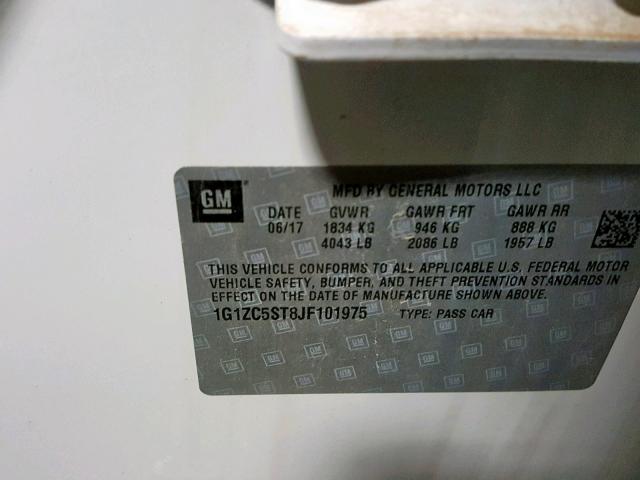 GM MFD BY GENERAL MOTORS LLC
DATE GVWR GAWR FRT GAWR RR
06/17 1834 KG 946 KG 888 KG
4043 LB 2086 LB 1957 LB
THIS VEHICLE CONFORMS TO ALL APPLICABLE U.S. FEDERAL MOTOR
VEHICLE SAFETY, BUMPER, AND THEFT PREVENTION STANDARDS IN
EFFECT ON THE DATE OF MANUFACTURE SHOWN ABOVE.
1G1ZC5ST8JF101975 TYPE: PASS CAR